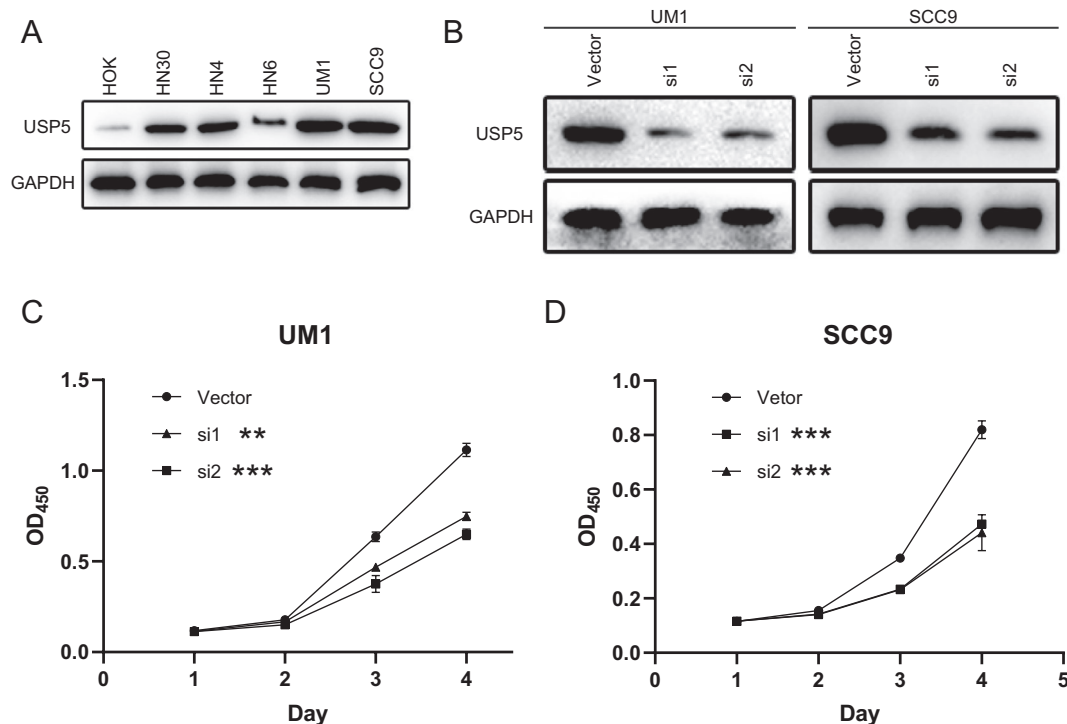 A
HOK HN30 HN4 HN6 UM1 SCC9
USP5
GAPDH
B
UM1 SCC9
Vector si1 si2 Vector si1 si2
USP5
GAPDH
C
UM1
1.5
1.0
0.5
0.0
OD450
Vector
si1 **
si2 ***
0 1 2 3 4
Day
D
SCC9
1.0
0.8
0.6
0.4
0.2
0.0
OD450
Vetor
si1 ***
si2 ***
0 1 2 3 4 5
Day